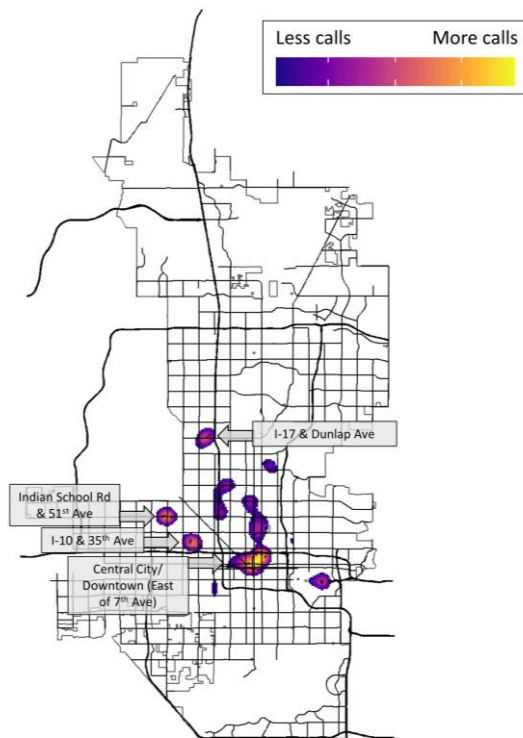 Less calls
More calls
I-17 & Dunlap Ave
Indian School Rd
& 51st Ave
I-10 & 35th Ave
Central City/
Downtown (East
of 7th Ave)